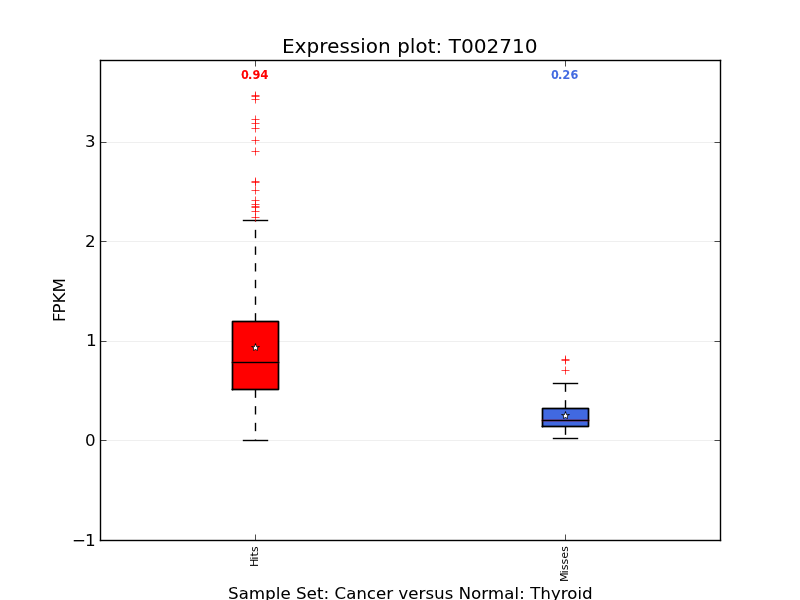 Expression plot: T002710
0.94
0.26
3
2
1
0
−1
FPKM
Hits
Misses
Sample Set: Cancer versus Normal: Thyroid